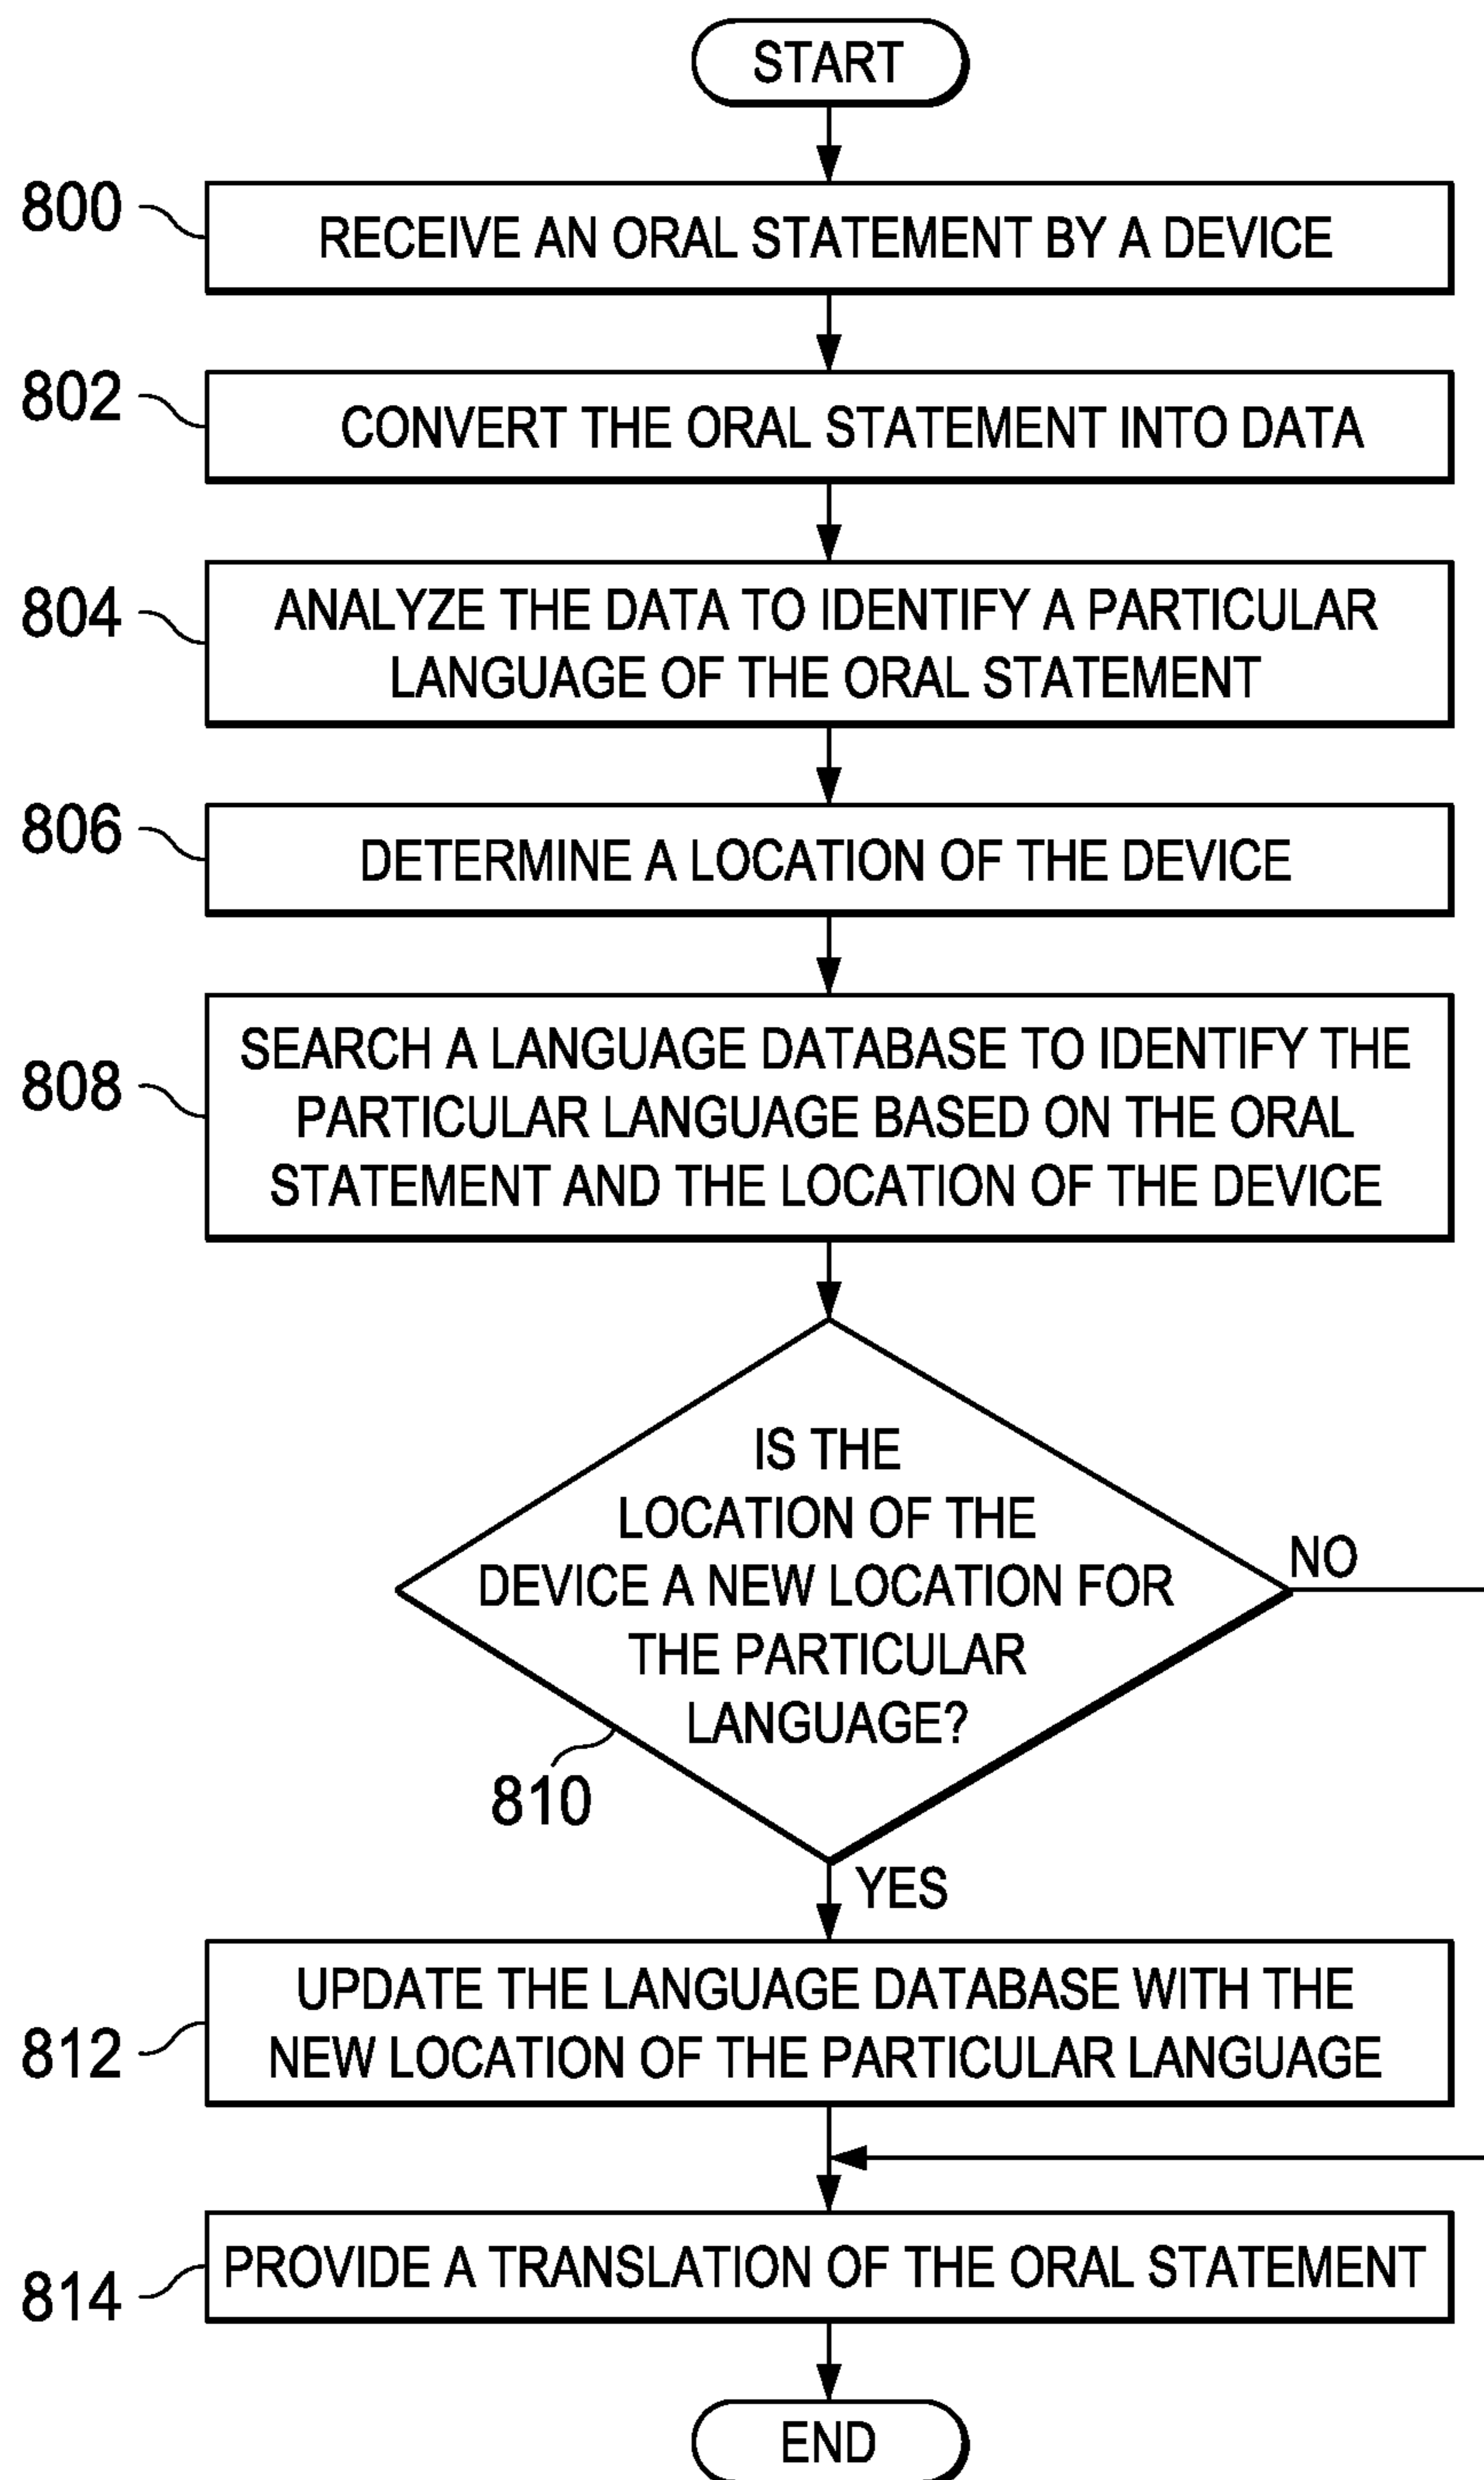 START
800
RECEIVE AN ORAL STATEMENT BY A DEVICE
802
CONVERT THE ORAL STATEMENT INTO DATA
804
ANALYZE THE DATA TO IDENTIFY A PARTICULAR
LANGUAGE OF THE ORAL STATEMENT
806
DETERMINE A LOCATION OF THE DEVICE
808
SEARCH A LANGUAGE DATABASE TO IDENTIFY THE
PARTICULAR LANGUAGE BASED ON THE ORAL
STATEMENT AND THE LOCATION OF THE DEVICE
IS THE
LOCATION OF THE
DEVICE A NEW LOCATION FOR
THE PARTICULAR
LANGUAGE?
NO
810
YES
812
UPDATE THE LANGUAGE DATABASE WITH THE
NEW LOCATION OF THE PARTICULAR LANGUAGE
814
PROVIDE A TRANSLATION OF THE ORAL STATEMENT
END